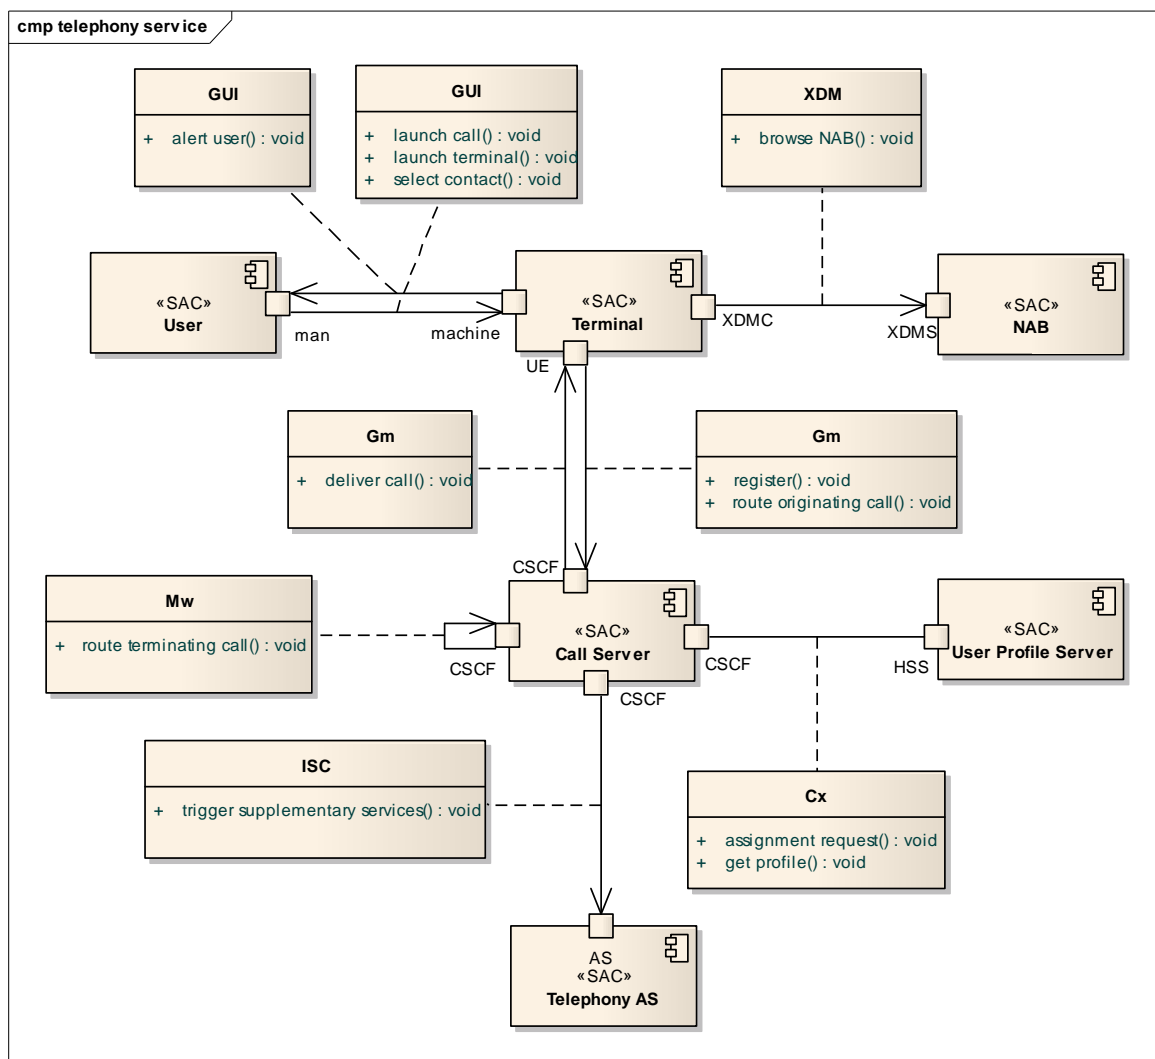 cmp telephony service
GUI
+ alert user() : void
GUI
+ launch call() : void
+ launch terminal() : void
+ select contact() : void
XDM
+ browse NAB() : void
«SAC»
User
man
machine
«SAC»
Terminal
UE
XDMC
XDMS
«SAC»
NAB
Gm
+ deliver call() : void
Gm
+ register() : void
+ route originating call() : void
CSCF
Mw
+ route terminating call() : void
CSCF
«SAC»
Call Server
CSCF
CSCF
HSS
«SAC»
User Profile Server
ISC
+ trigger supplementary services() : void
Cx
+ assignment request() : void
+ get profile() : void
AS
«SAC»
Telephony AS